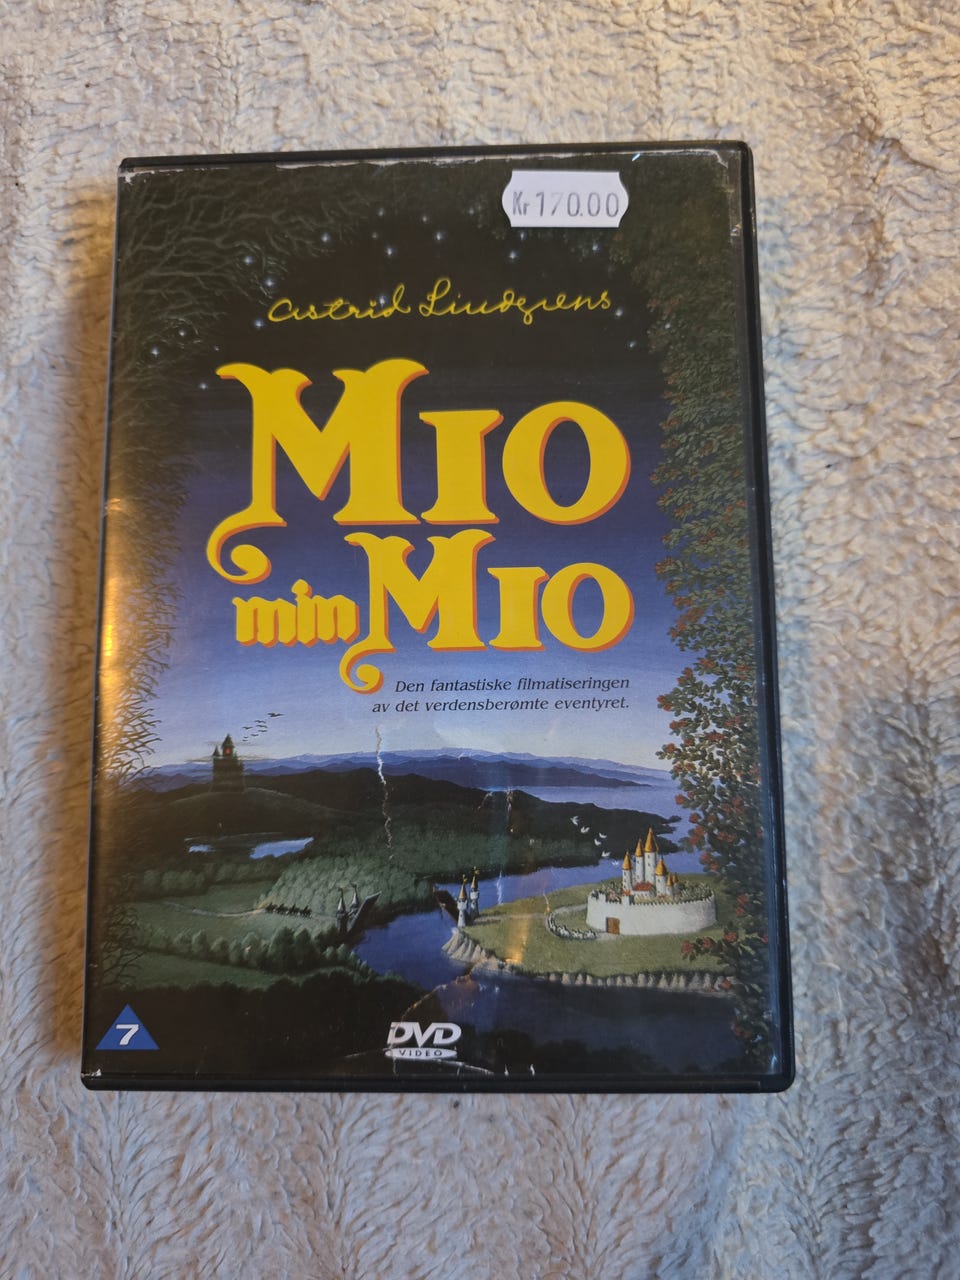 Kr 170.00
Astrid Lindgrens
MIO
min MIO
Den fantastiske filmatiseringen
av det verdensberømte eventyret.
7
DVD
VIDEO